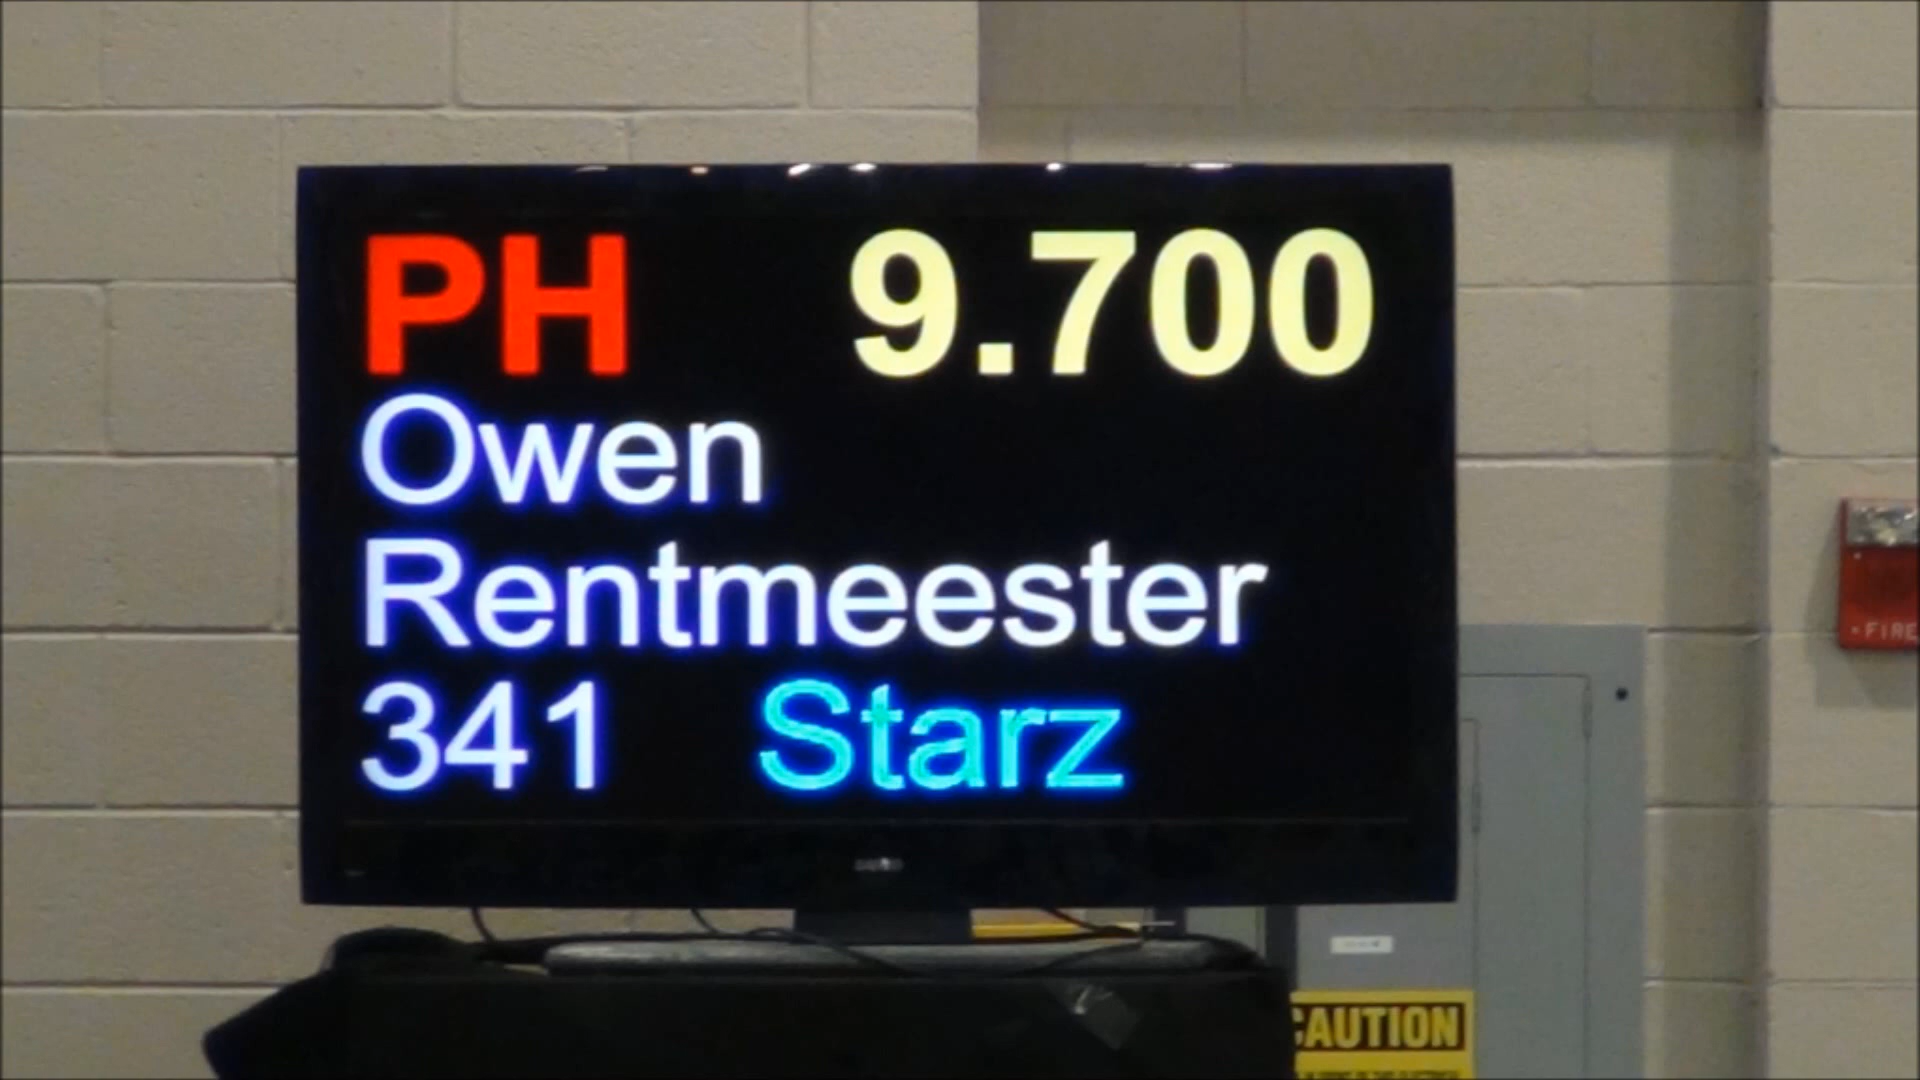 PH 9.700
Owen
Rentmeester
341 Starz
FIRE
CAUTION